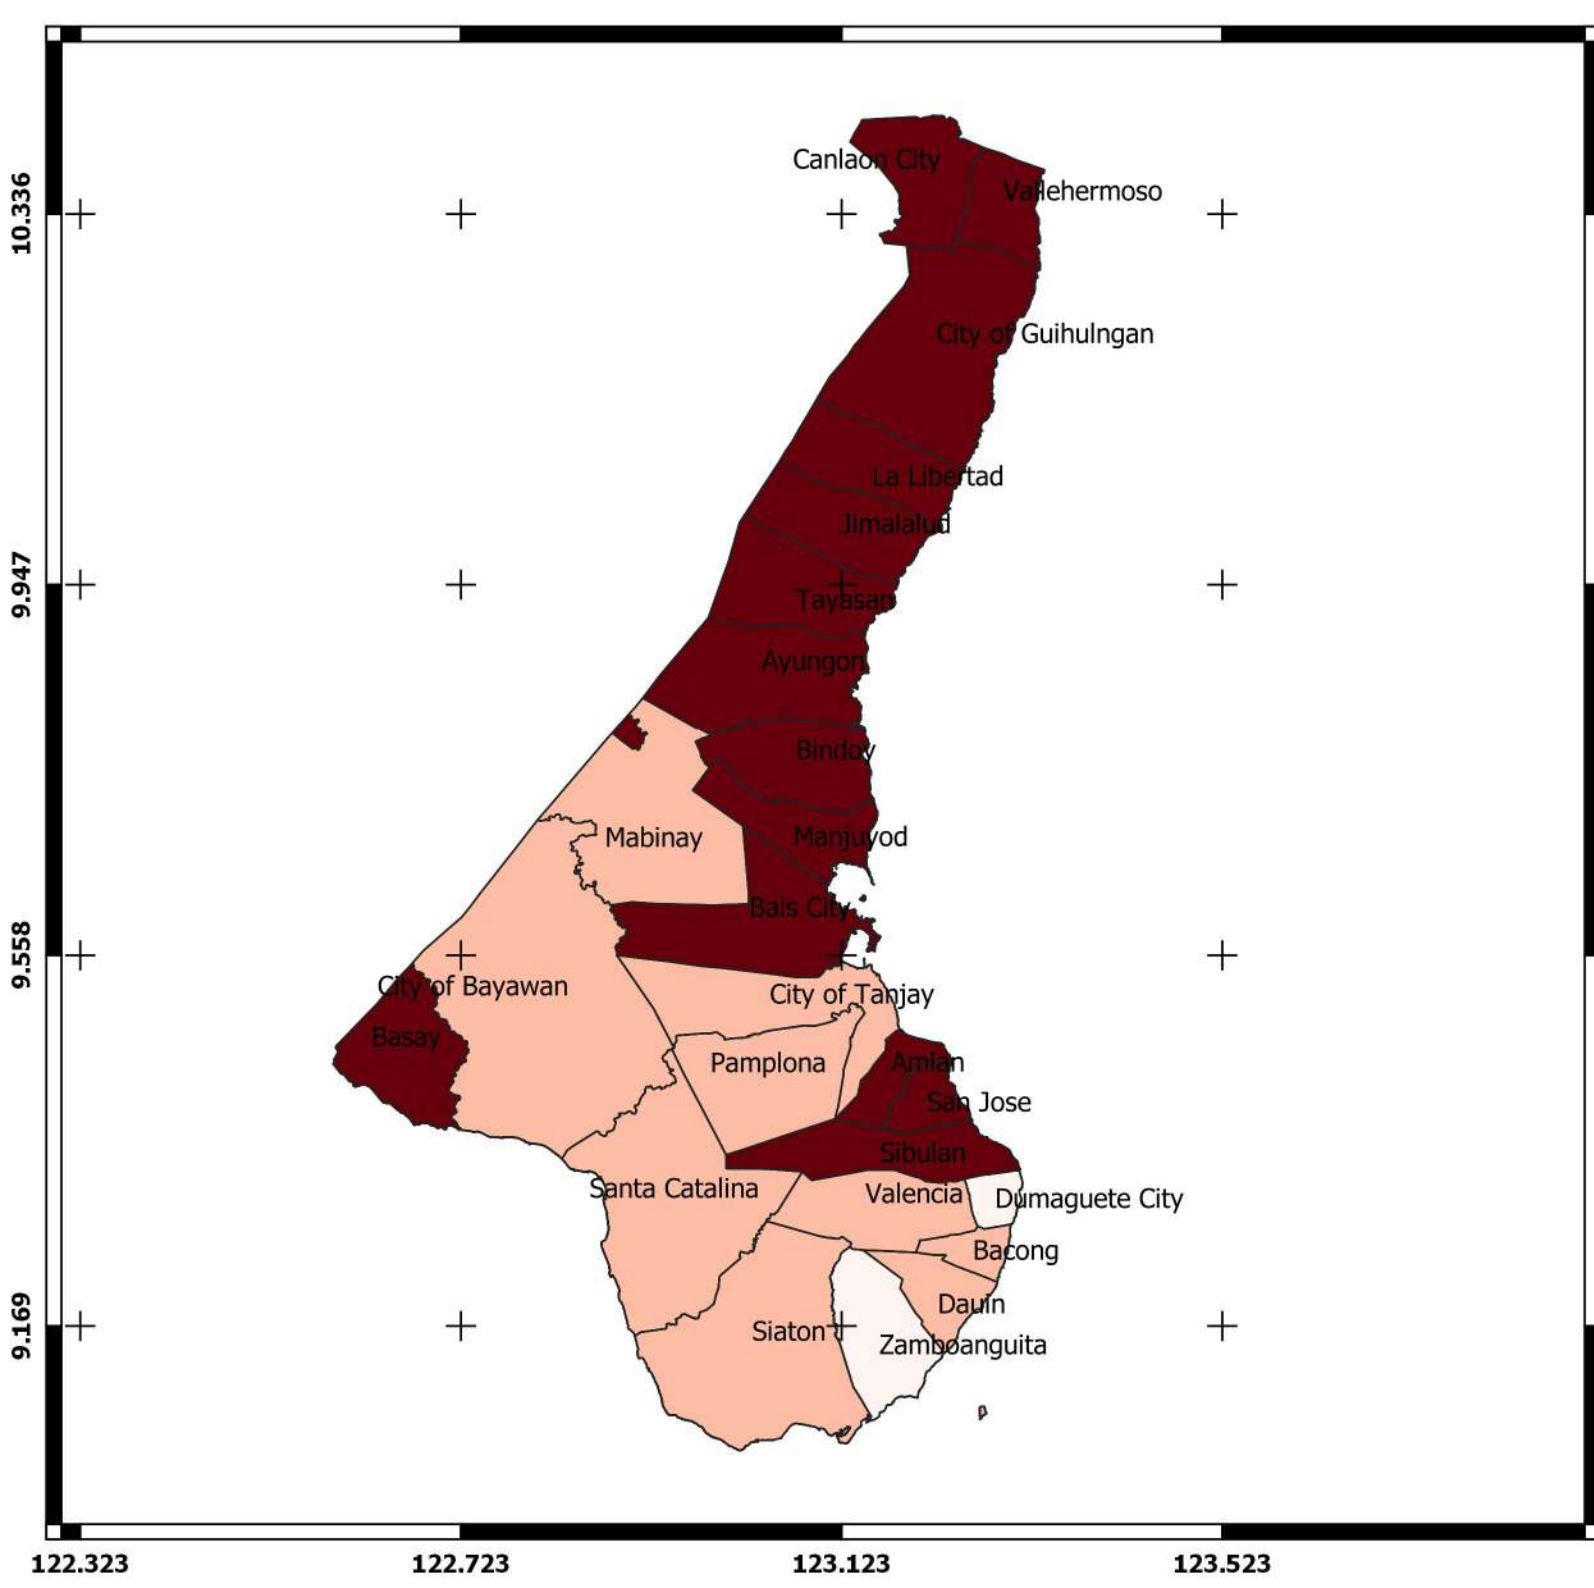 Canlaon City
Vallehermoso
10.336
City of Guihulngan
La Libertad
Jimalalud
9.947
Tayasan
Ayungon
Bindoy
Mabinay
Manjuyod
Bais City
9.558
City of Bayawan
City of Tanjay
Basay
Pamplona
Amlan
San Jose
Sibulan
Santa Catalina
Valencia
Dumaguete City
Bacong
Dauin
9.169
Siaton
Zamboanguita
122.323 122.723 123.123 123.523